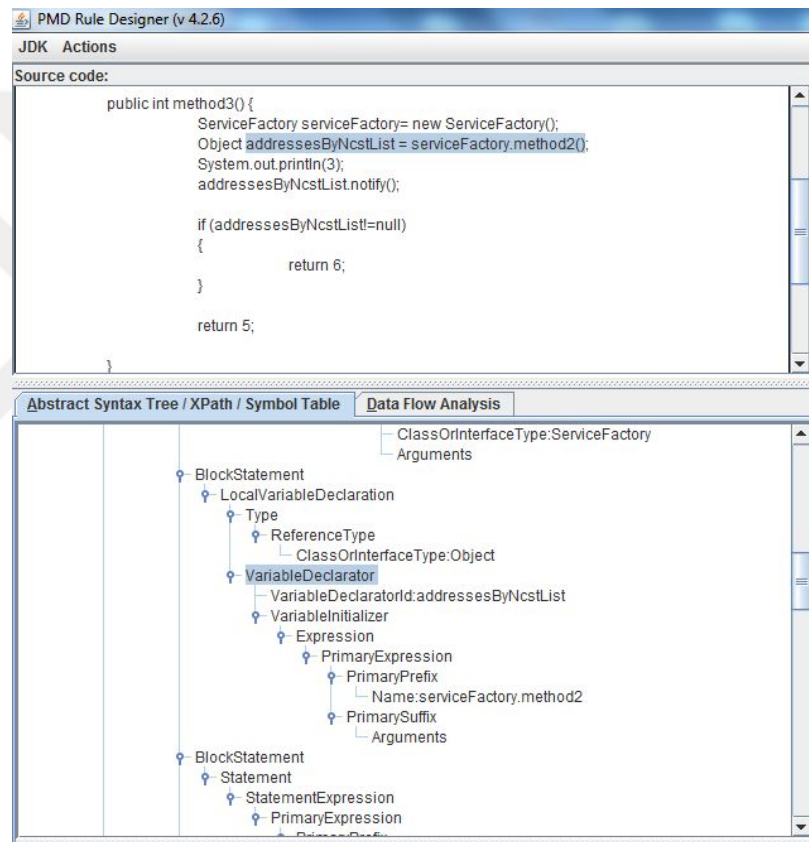 PMD Rule Designer (v 4.2.6)
JDK Actions
Source code:
public int method3() {
ServiceFactory serviceFactory= new ServiceFactory();
Object addressesByNcstList = serviceFactory.method2();
System.out.println(3);
addressesByNcstList.notify();
if (addressesByNcstList!=null)
{
return 6;
}
return 5;
}
Abstract Syntax Tree / XPath / Symbol Table Data Flow Analysis
ClassOrInterfaceType:ServiceFactory
Arguments
BlockStatement
LocalVariableDeclaration
Type
ReferenceType
ClassOrInterfaceType:Object
VariableDeclarator
VariableDeclaratorId:addressesByNcstList
VariableInitializer
Expression
PrimaryExpression
PrimaryPrefix
Name:serviceFactory.method2
PrimarySuffix
Arguments
BlockStatement
Statement
StatementExpression
PrimaryExpression
PrimaryPrefix